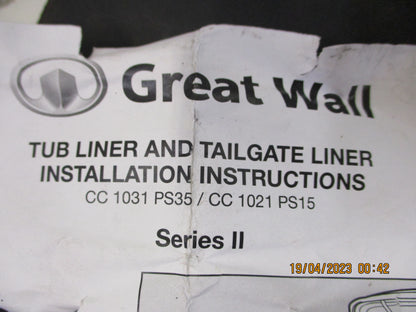 Great Wall
TUB LINER AND TAILGATE LINER
INSTALLATION INSTRUCTIONS
CC 1031 PS35 / CC 1021 PS15
Series II
19/04/2023 00:42